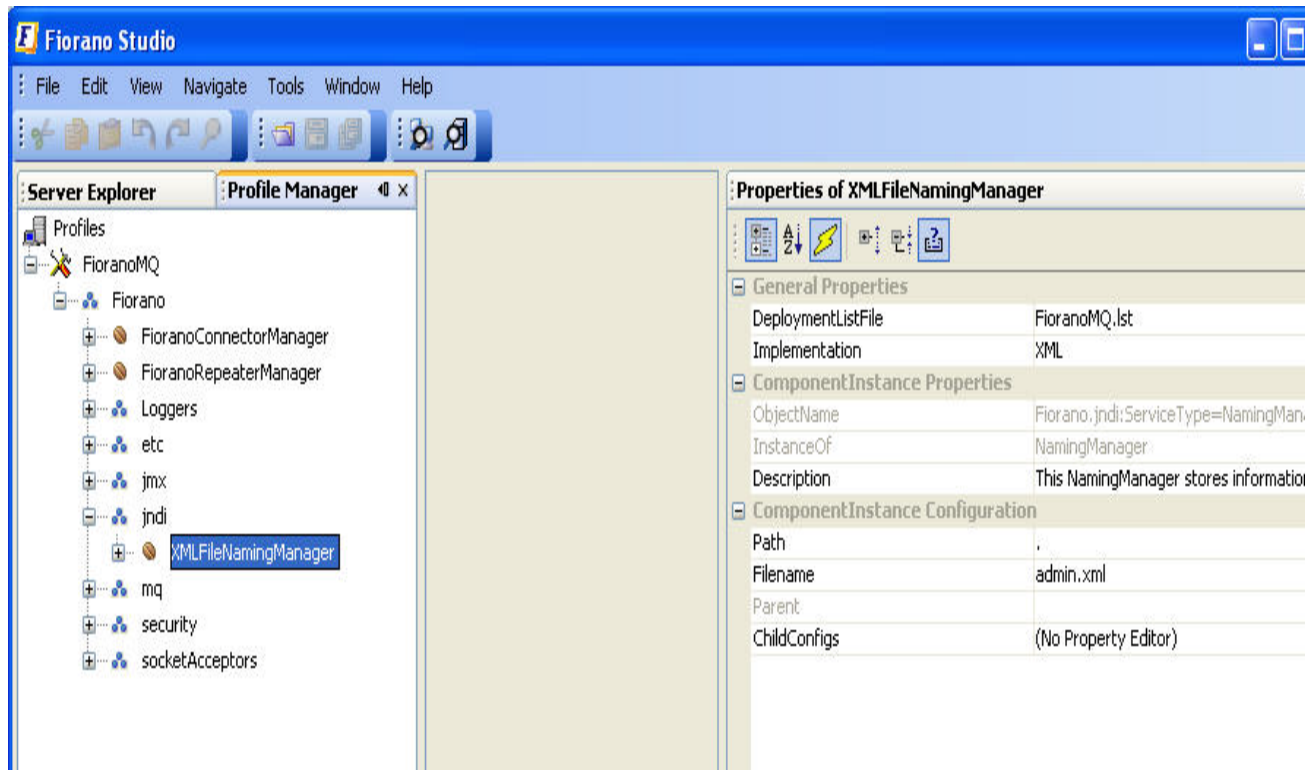 Fiorano Studio
File Edit View Navigate Tools Window Help
Server Explorer
Profile Manager
Profiles
FioranoMQ
Fiorano
FioranoConnectorManager
FioranoRepeaterManager
Loggers
etc
jmx
jndi
XMLFileNamingManager
mq
security
socketAcceptors
Properties of XMLFileNamingManager
General Properties
DeploymentListFile FioranoMQ.lst
Implementation XML
ComponentInstance Properties
ObjectName Fiorano.jndi:ServiceType=NamingMana
InstanceOf NamingManager
Description This NamingManager stores information
ComponentInstance Configuration
Path .
Filename admin.xml
Parent
ChildConfigs (No Property Editor)